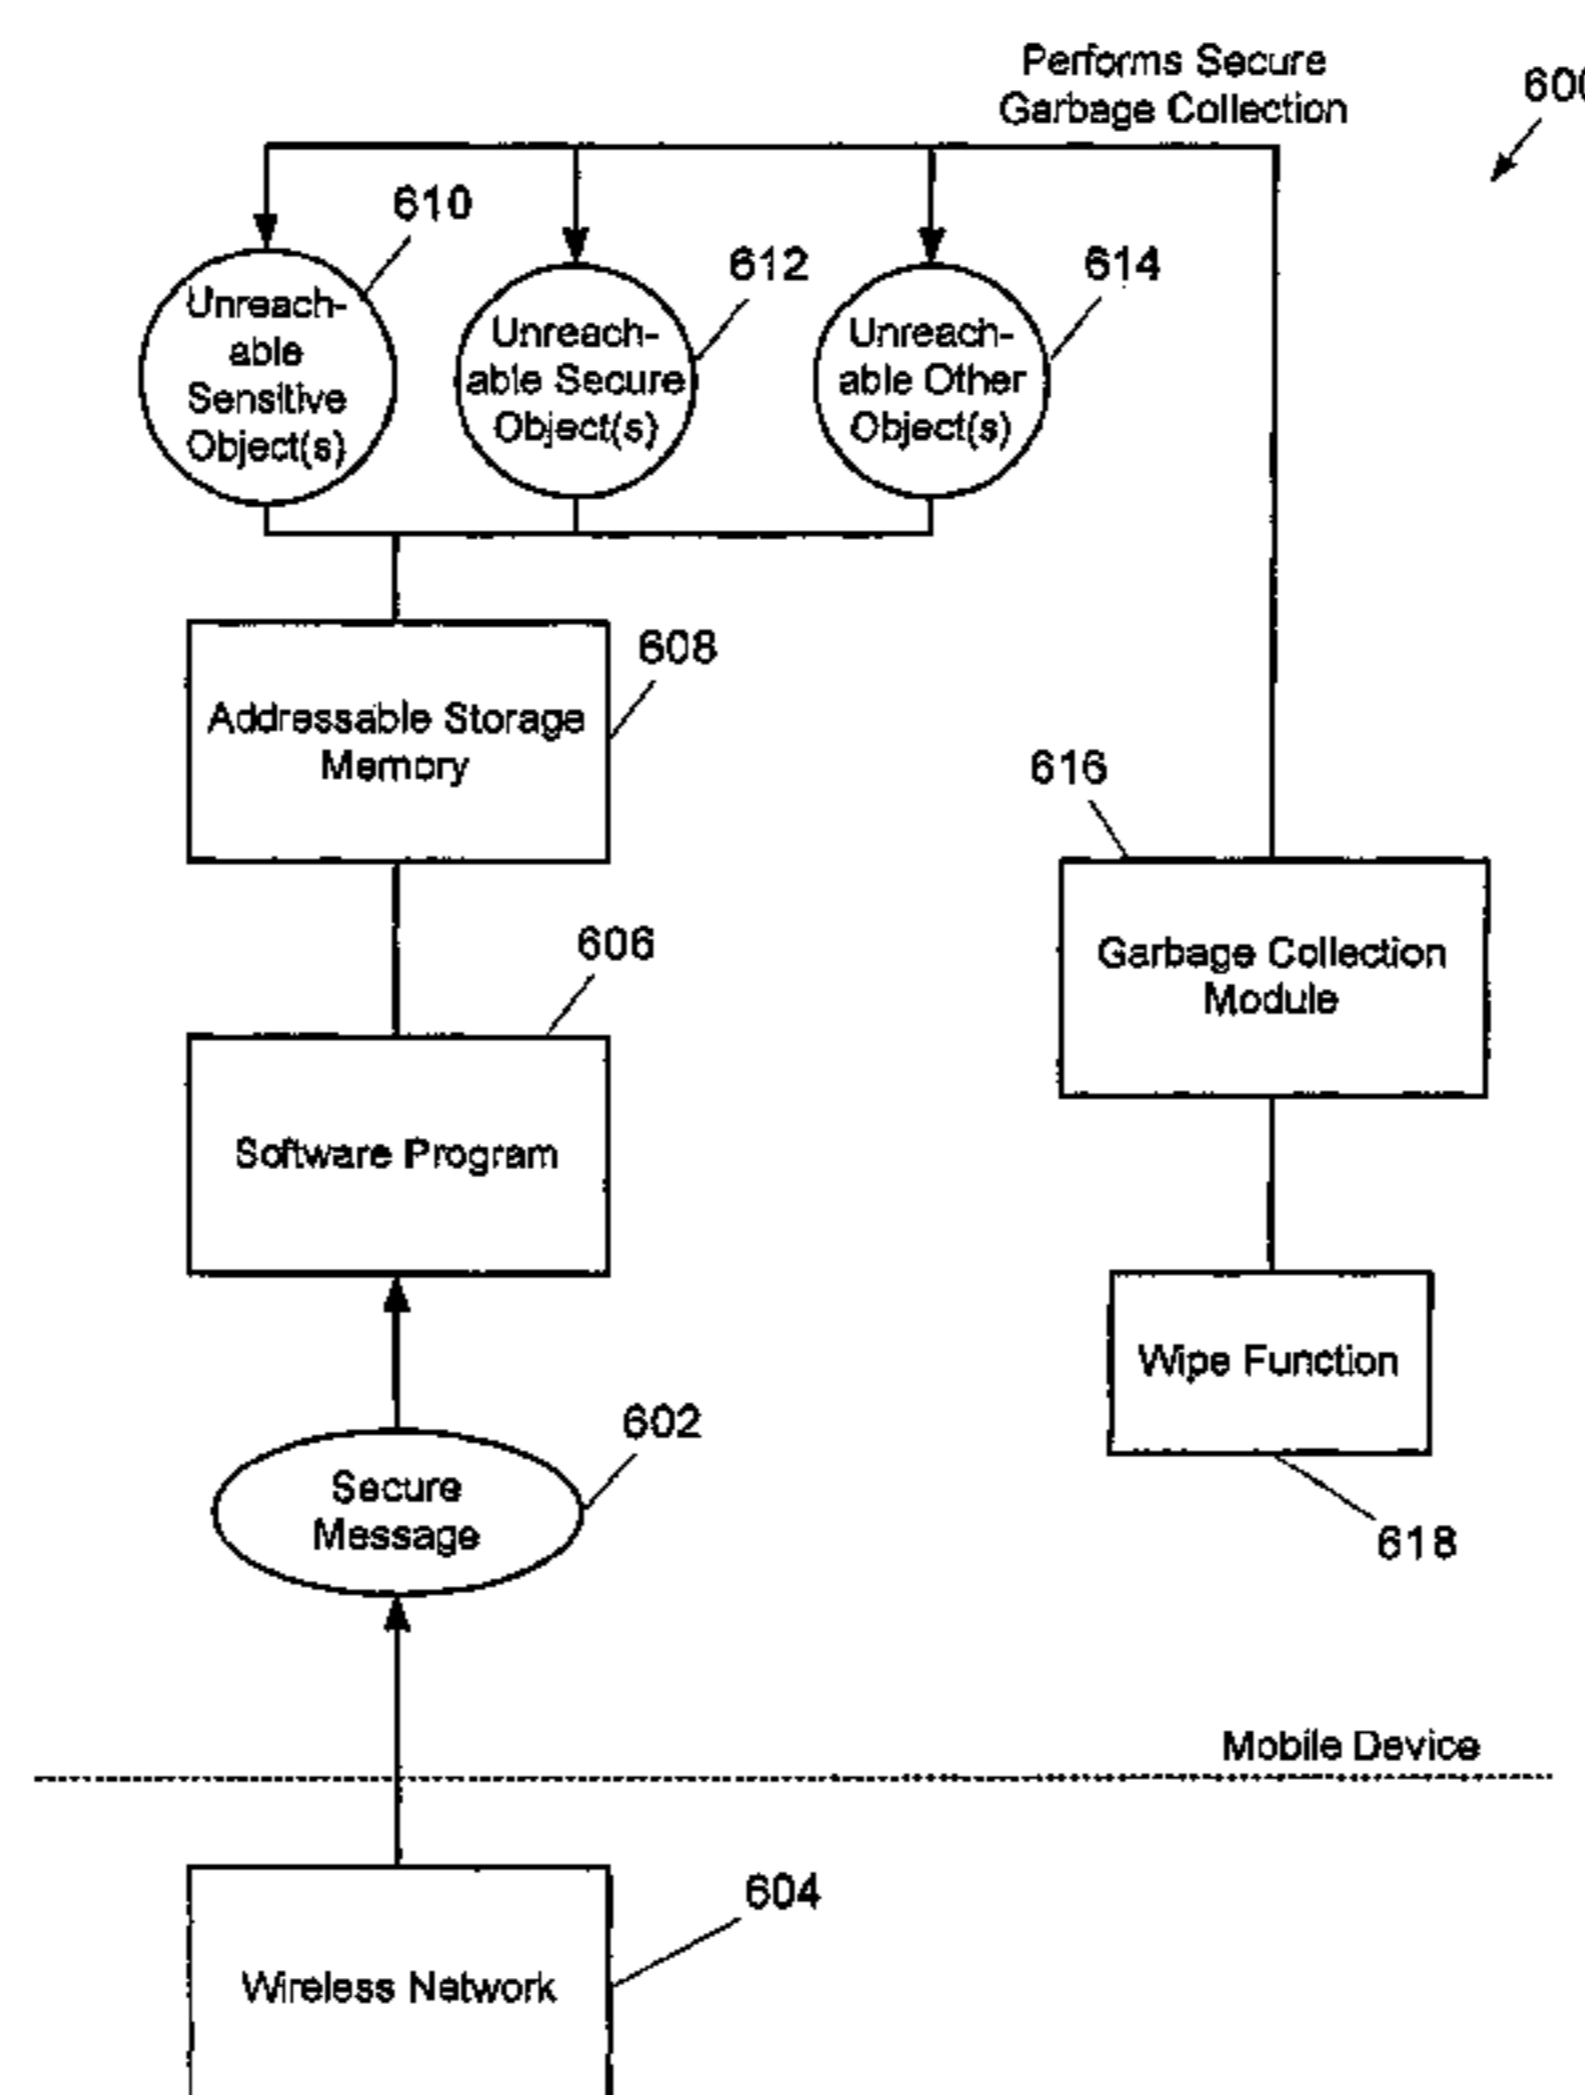 Performs Secure
Garbage Collection
600
610
612
614
Unreach-
able
Sensitive
Object(s)
Unreach-
able Secure
Object(s)
Unreach-
able Other
Object(s)
608
Addressable Storage
Memory
616
606
Garbage Collection
Module
Software Program
Wipe Function
602
Secure
Message
618
Mobile Device
604
Wireless Network